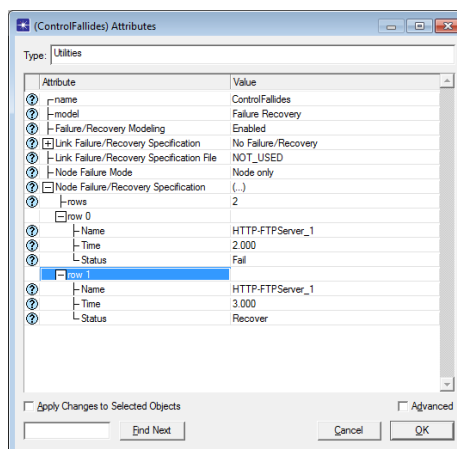 (ControlFallides) Attributes
Type: Utilities
Attribute Value
name ControlFallides
model Failure Recovery
Failure/Recovery Modeling Enabled
Link Failure/Recovery Specification No Failure/Recovery
Link Failure/Recovery Specification File NOT_USED
Node Failure Mode Node only
Node Failure/Recovery Specification (...)
rows 2
row 0
Name HTTP-FTPServer_1
Time 2.000
Status Fail
row 1
Name HTTP-FTPServer_1
Time 3.000
Status Recover
Apply Changes to Selected Objects Advanced
Find Next Cancel OK